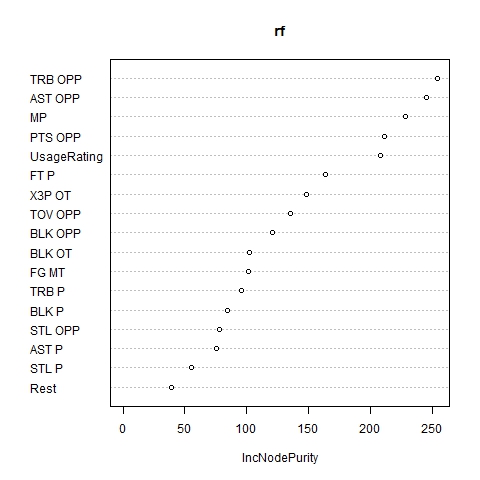 rf
TRB OPP
AST OPP
MP
PTS OPP
UsageRating
FT P
X3P OT
TOV OPP
BLK OPP
BLK OT
FG MT
TRB P
BLK P
STL OPP
AST P
STL P
Rest
0 50 100 150 200 250
IncNodePurity